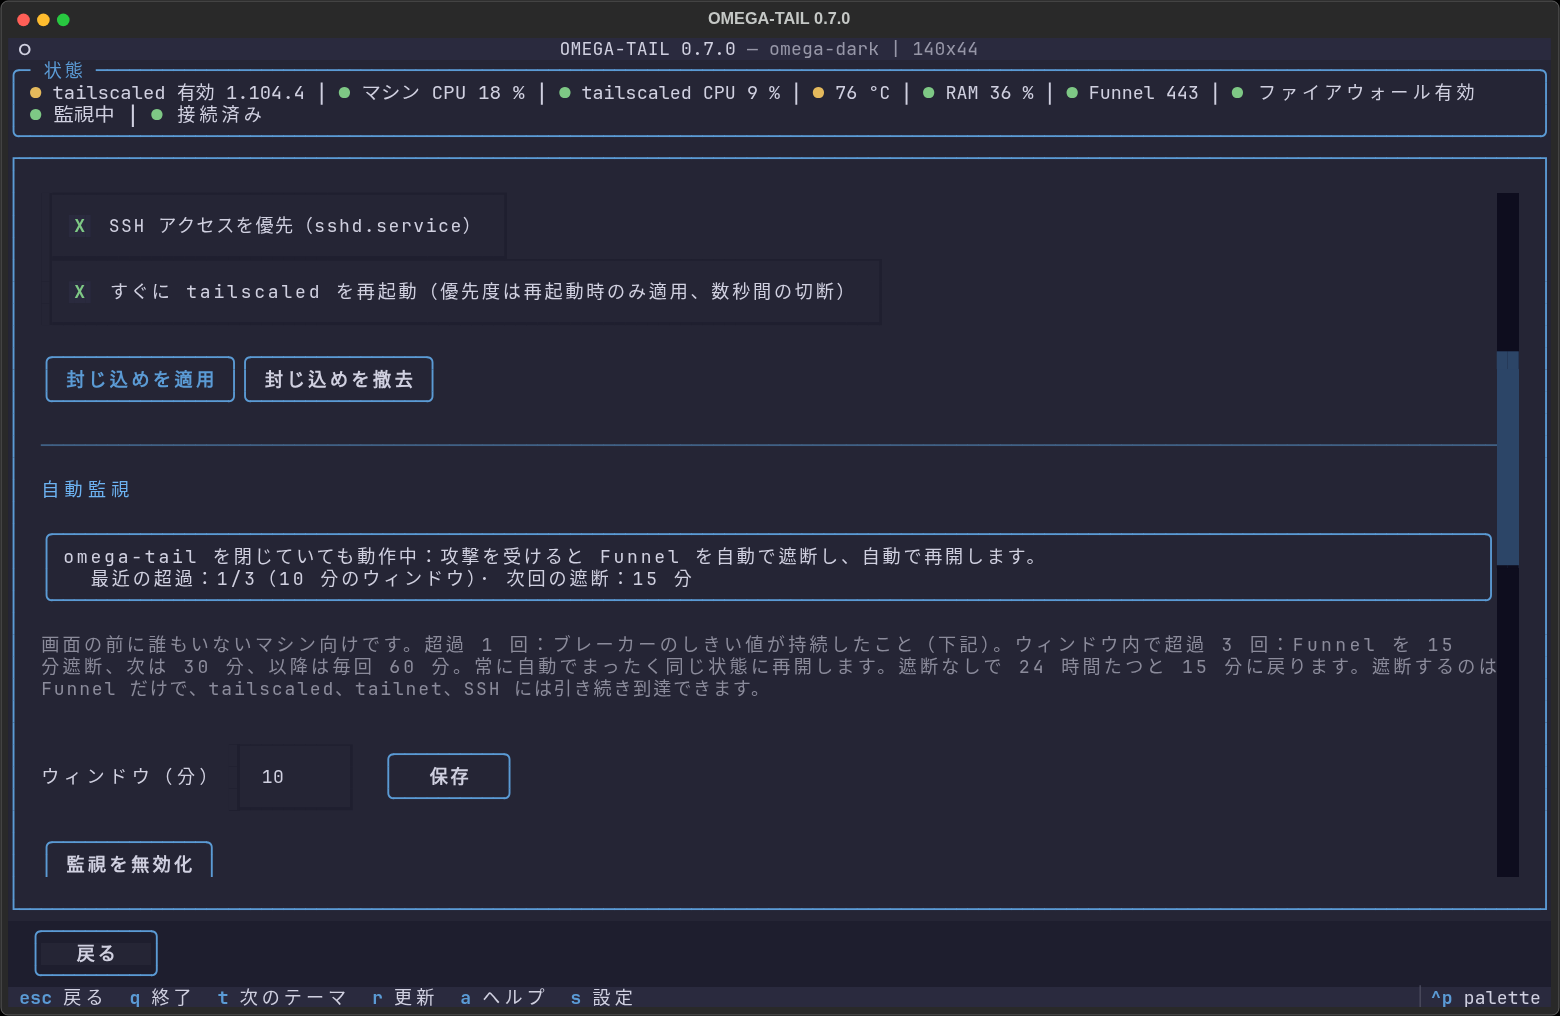 OMEGA-TAIL 0.7.0
OMEGA-TAIL 0.7.0 — omega-dark | 140x44
状態
● tailscaled 有効 1.104.4 | ● マシン CPU 18 % | ● tailscaled CPU 9 % | ● 76 °C | ● RAM 36 % | ● Funnel 443 | ● ファイアウォール有効
● 監視中 | ● 接続済み
X SSH アクセスを優先（sshd.service）
X すぐに tailscaled を再起動（優先度は再起動時のみ適用、数秒間の切断）
封じ込めを適用 封じ込めを撤去
自動監視
omega-tail を閉じていても動作中：攻撃を受けると Funnel を自動で遮断し、自動で再開します。
最近の超過：1/3（10 分のウィンドウ）· 次回の遮断：15 分
画面の前に誰もいないマシン向けです。超過 1 回：ブレーカーのしきい値が持続したこと（下記）。ウィンドウ内で超過 3 回：Funnel を 15
分遮断、次は 30 分、以降は毎回 60 分。常に自動でまったく同じ状態に再開します。遮断なしで 24 時間たつと 15 分に戻ります。遮断するのは
Funnel だけで、tailscaled、tailnet、SSH には引き続き到達できます。
ウィンドウ（分） 10 保存
監視を無効化
戻る
esc 戻る q 終了 t 次のテーマ r 更新 a ヘルプ s 設定 ^p palette